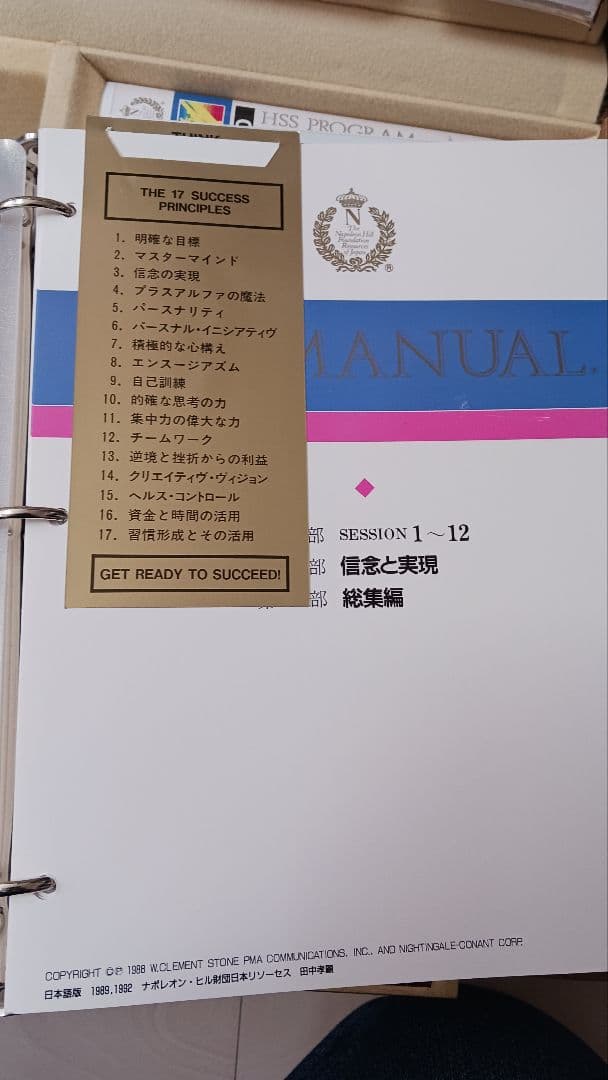 HSS PROGRAM
THE 17 SUCCESS
PRINCIPLES
1. 明確な目標
2. マスターマインド
3. 信念の実現
4. プラスアルファの魔法
5. パースナリティ
6. パースナル・イニシアティヴ
7. 積極的な心構え
8. エンスージアズム
9. 自己訓練
10. 的確な思考の力
11. 集中力の偉大な力
12. チームワーク
13. 逆境と挫折からの利益
14. クリエイティヴ・ヴィジョン
15. ヘルス・コントロール
16. 資金と時間の活用
17. 習慣形成とその活用
GET READY TO SUCCEED!
N
The
Napoleon Hill
Foundation
Resources
of Japan
®
MANUAL.
部 SESSION 1～12
部 信念と実現
部 総集編
COPYRIGHT ©℗ 1988 W.CLEMENT STONE PMA COMMUNICATIONS, INC., AND NIGHTINGALE-CONANT CORP.
日本語版 1989,1992 ナポレオン・ヒル財団日本リソーセス 田中孝顕